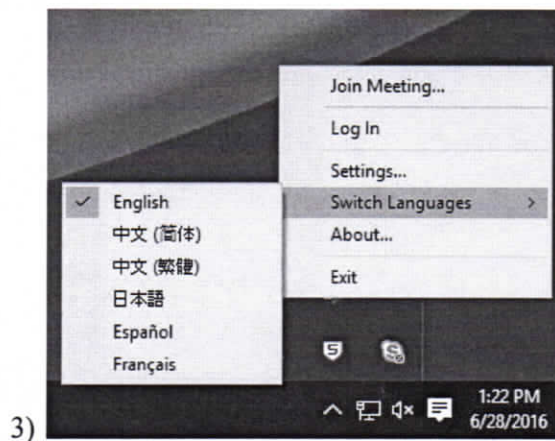 Join Meeting...
Log In
Settings...
Switch Languages
About...
Exit
English
中文 (简体)
中文 (繁體)
日本語
Español
Français
1:22 PM
6/28/2016
3)